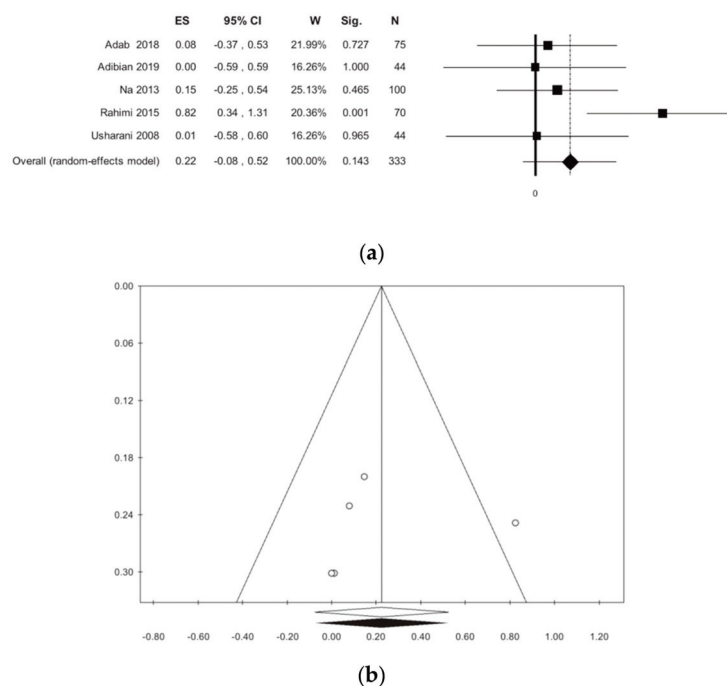 ES 95% CI W Sig. N
Adab 2018 0.08 -0.37 , 0.53 21.99% 0.727 75
Adibian 2019 0.00 -0.59 , 0.59 16.26% 1.000 44
Na 2013 0.15 -0.25 , 0.54 25.13% 0.465 100
Rahimi 2015 0.82 0.34 , 1.31 20.36% 0.001 70
Usharani 2008 0.01 -0.58 , 0.60 16.26% 0.965 44
Overall (random-effects model) 0.22 -0.08 , 0.52 100.00% 0.143 333
0
(a)
0.00
0.06
0.12
0.18
0.24
0.30
-0.80 -0.60 -0.40 -0.20 0.00 0.20 0.40 0.60 0.80 1.00 1.20
(b)